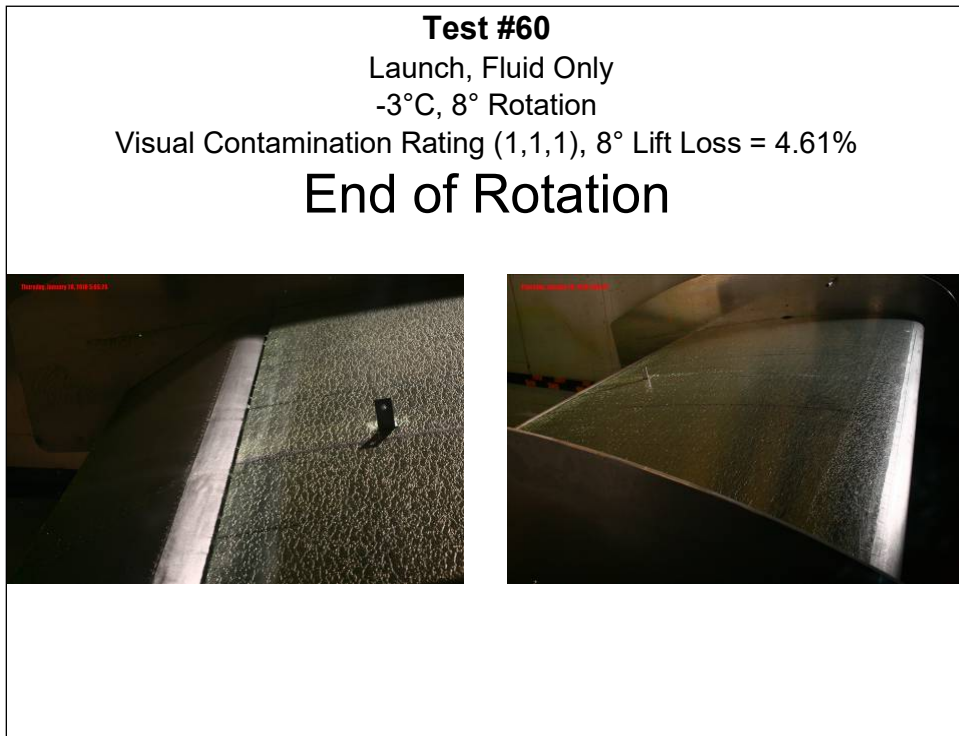 Test #60
Launch, Fluid Only
-3°C, 8° Rotation
Visual Contamination Rating (1,1,1), 8° Lift Loss = 4.61%
End of Rotation